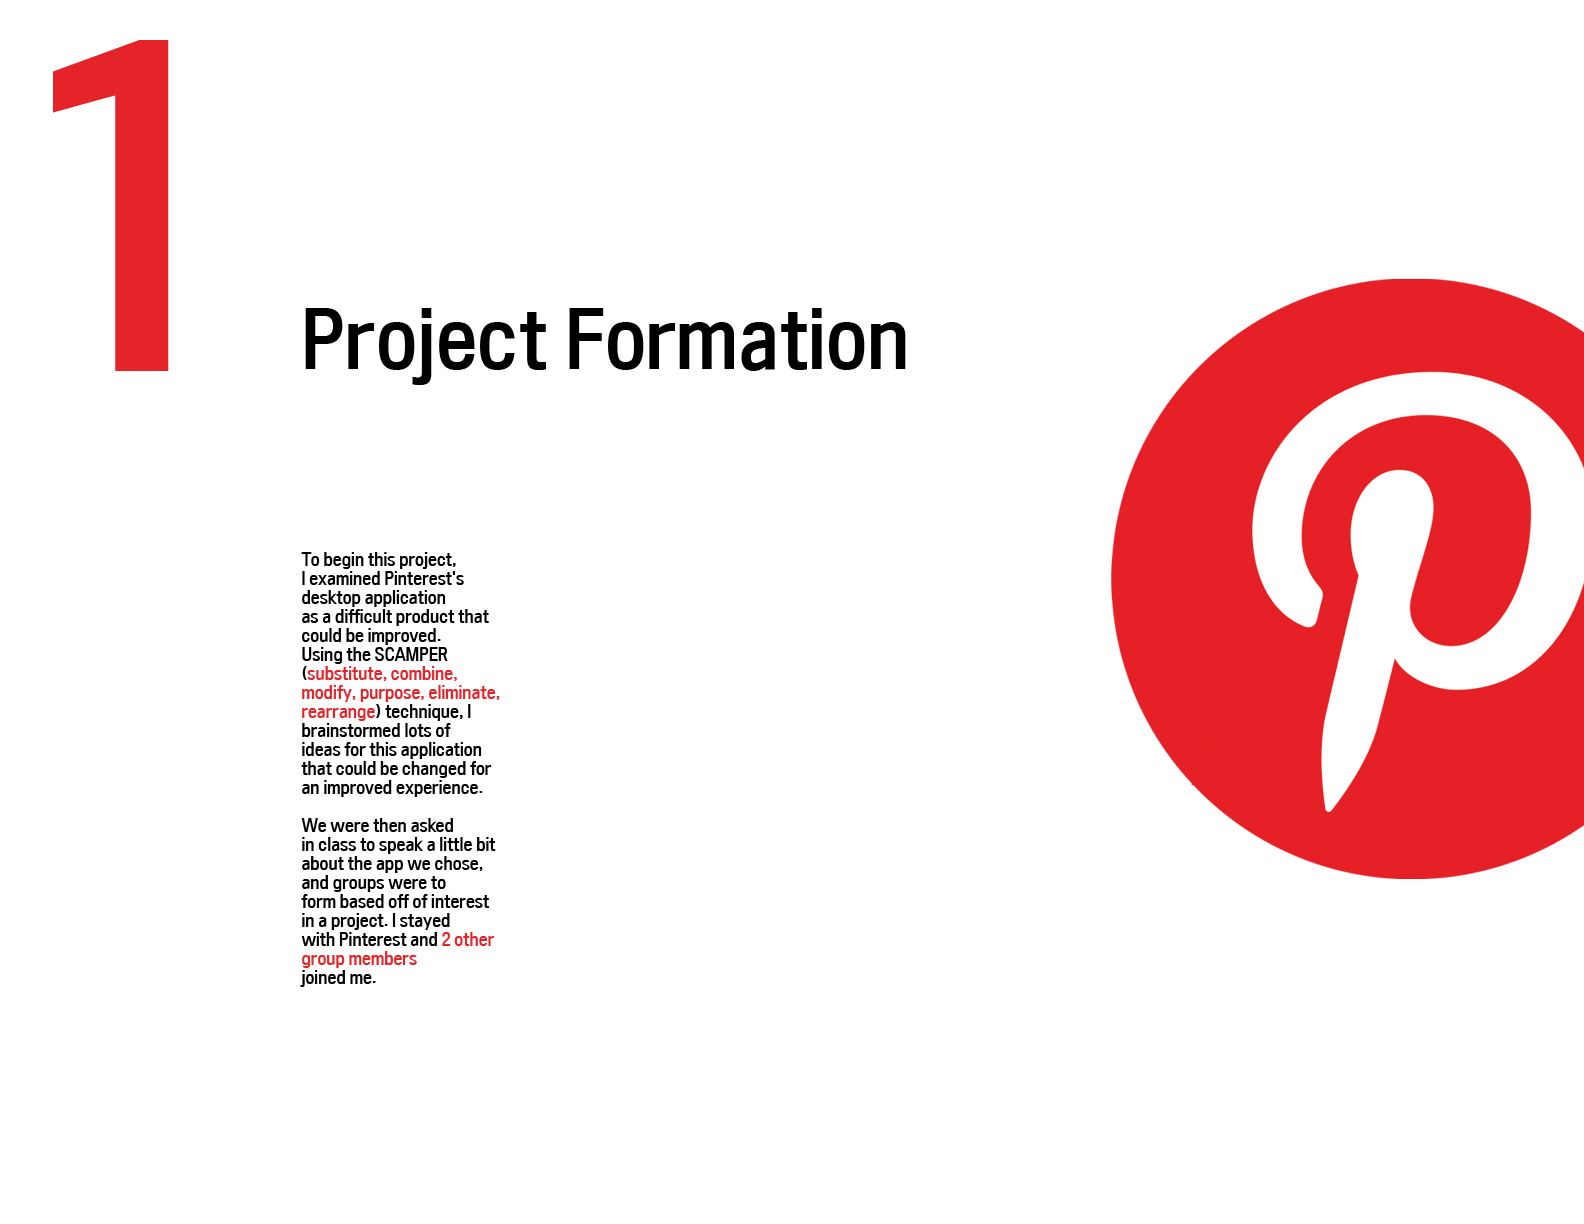 1
Project Formation
To begin this project,
I examined Pinterest's
desktop application
as a difficult product that
could be improved.
Using the SCAMPER
(substitute, combine,
modify, purpose, eliminate,
rearrange) technique, I
brainstormed lots of
ideas for this application
that could be changed for
an improved experience.
We were then asked
in class to speak a little bit
about the app we chose,
and groups were to
form based off of interest
in a project. I stayed
with Pinterest and 2 other
group members
joined me.